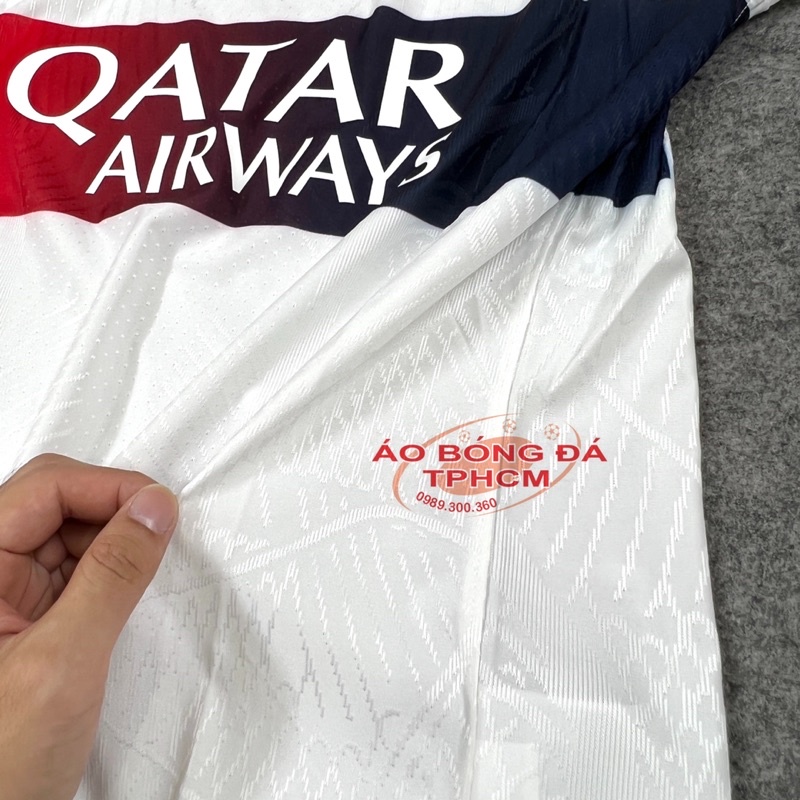 QATAR
AIRWAYS
ÁO BÓNG ĐÁ
TPHCM
0989.300.360